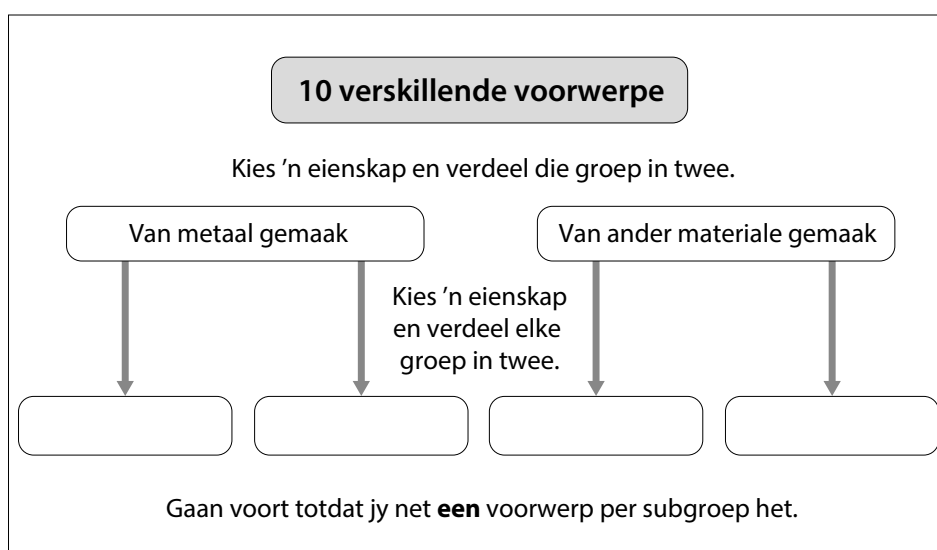 10 verskillende voorwerpe
Kies ’n eienskap en verdeel die groep in twee.
Van metaal gemaak
Van ander materiale gemaak
Kies ’n eienskap
en verdeel elke
groep in twee.
Gaan voort totdat jy net een voorwerp per subgroep het.